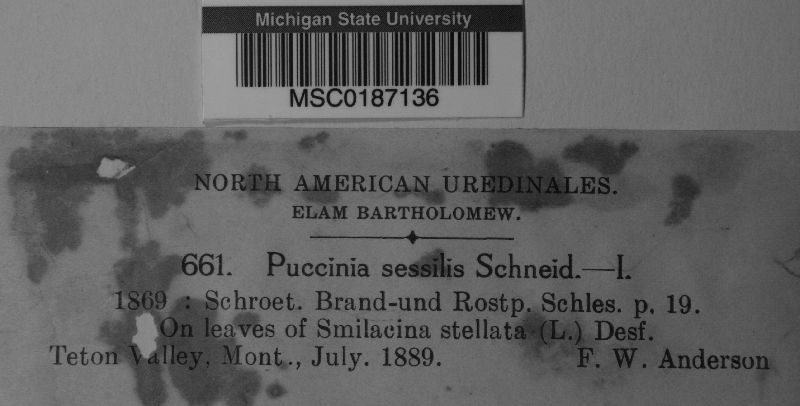 Michigan State University
MSC0187136
NORTH AMERICAN UREDINALES.
ELAM BARTHOLOMEW.
661. Puccinia sessilis Schneid.—I.
1869 : Schroet. Brand-und Rostp. Schles. p. 19.
On leaves of Smilacina stellata (L.) Desf.
Teton Valley, Mont., July. 1889. F. W. Anderson